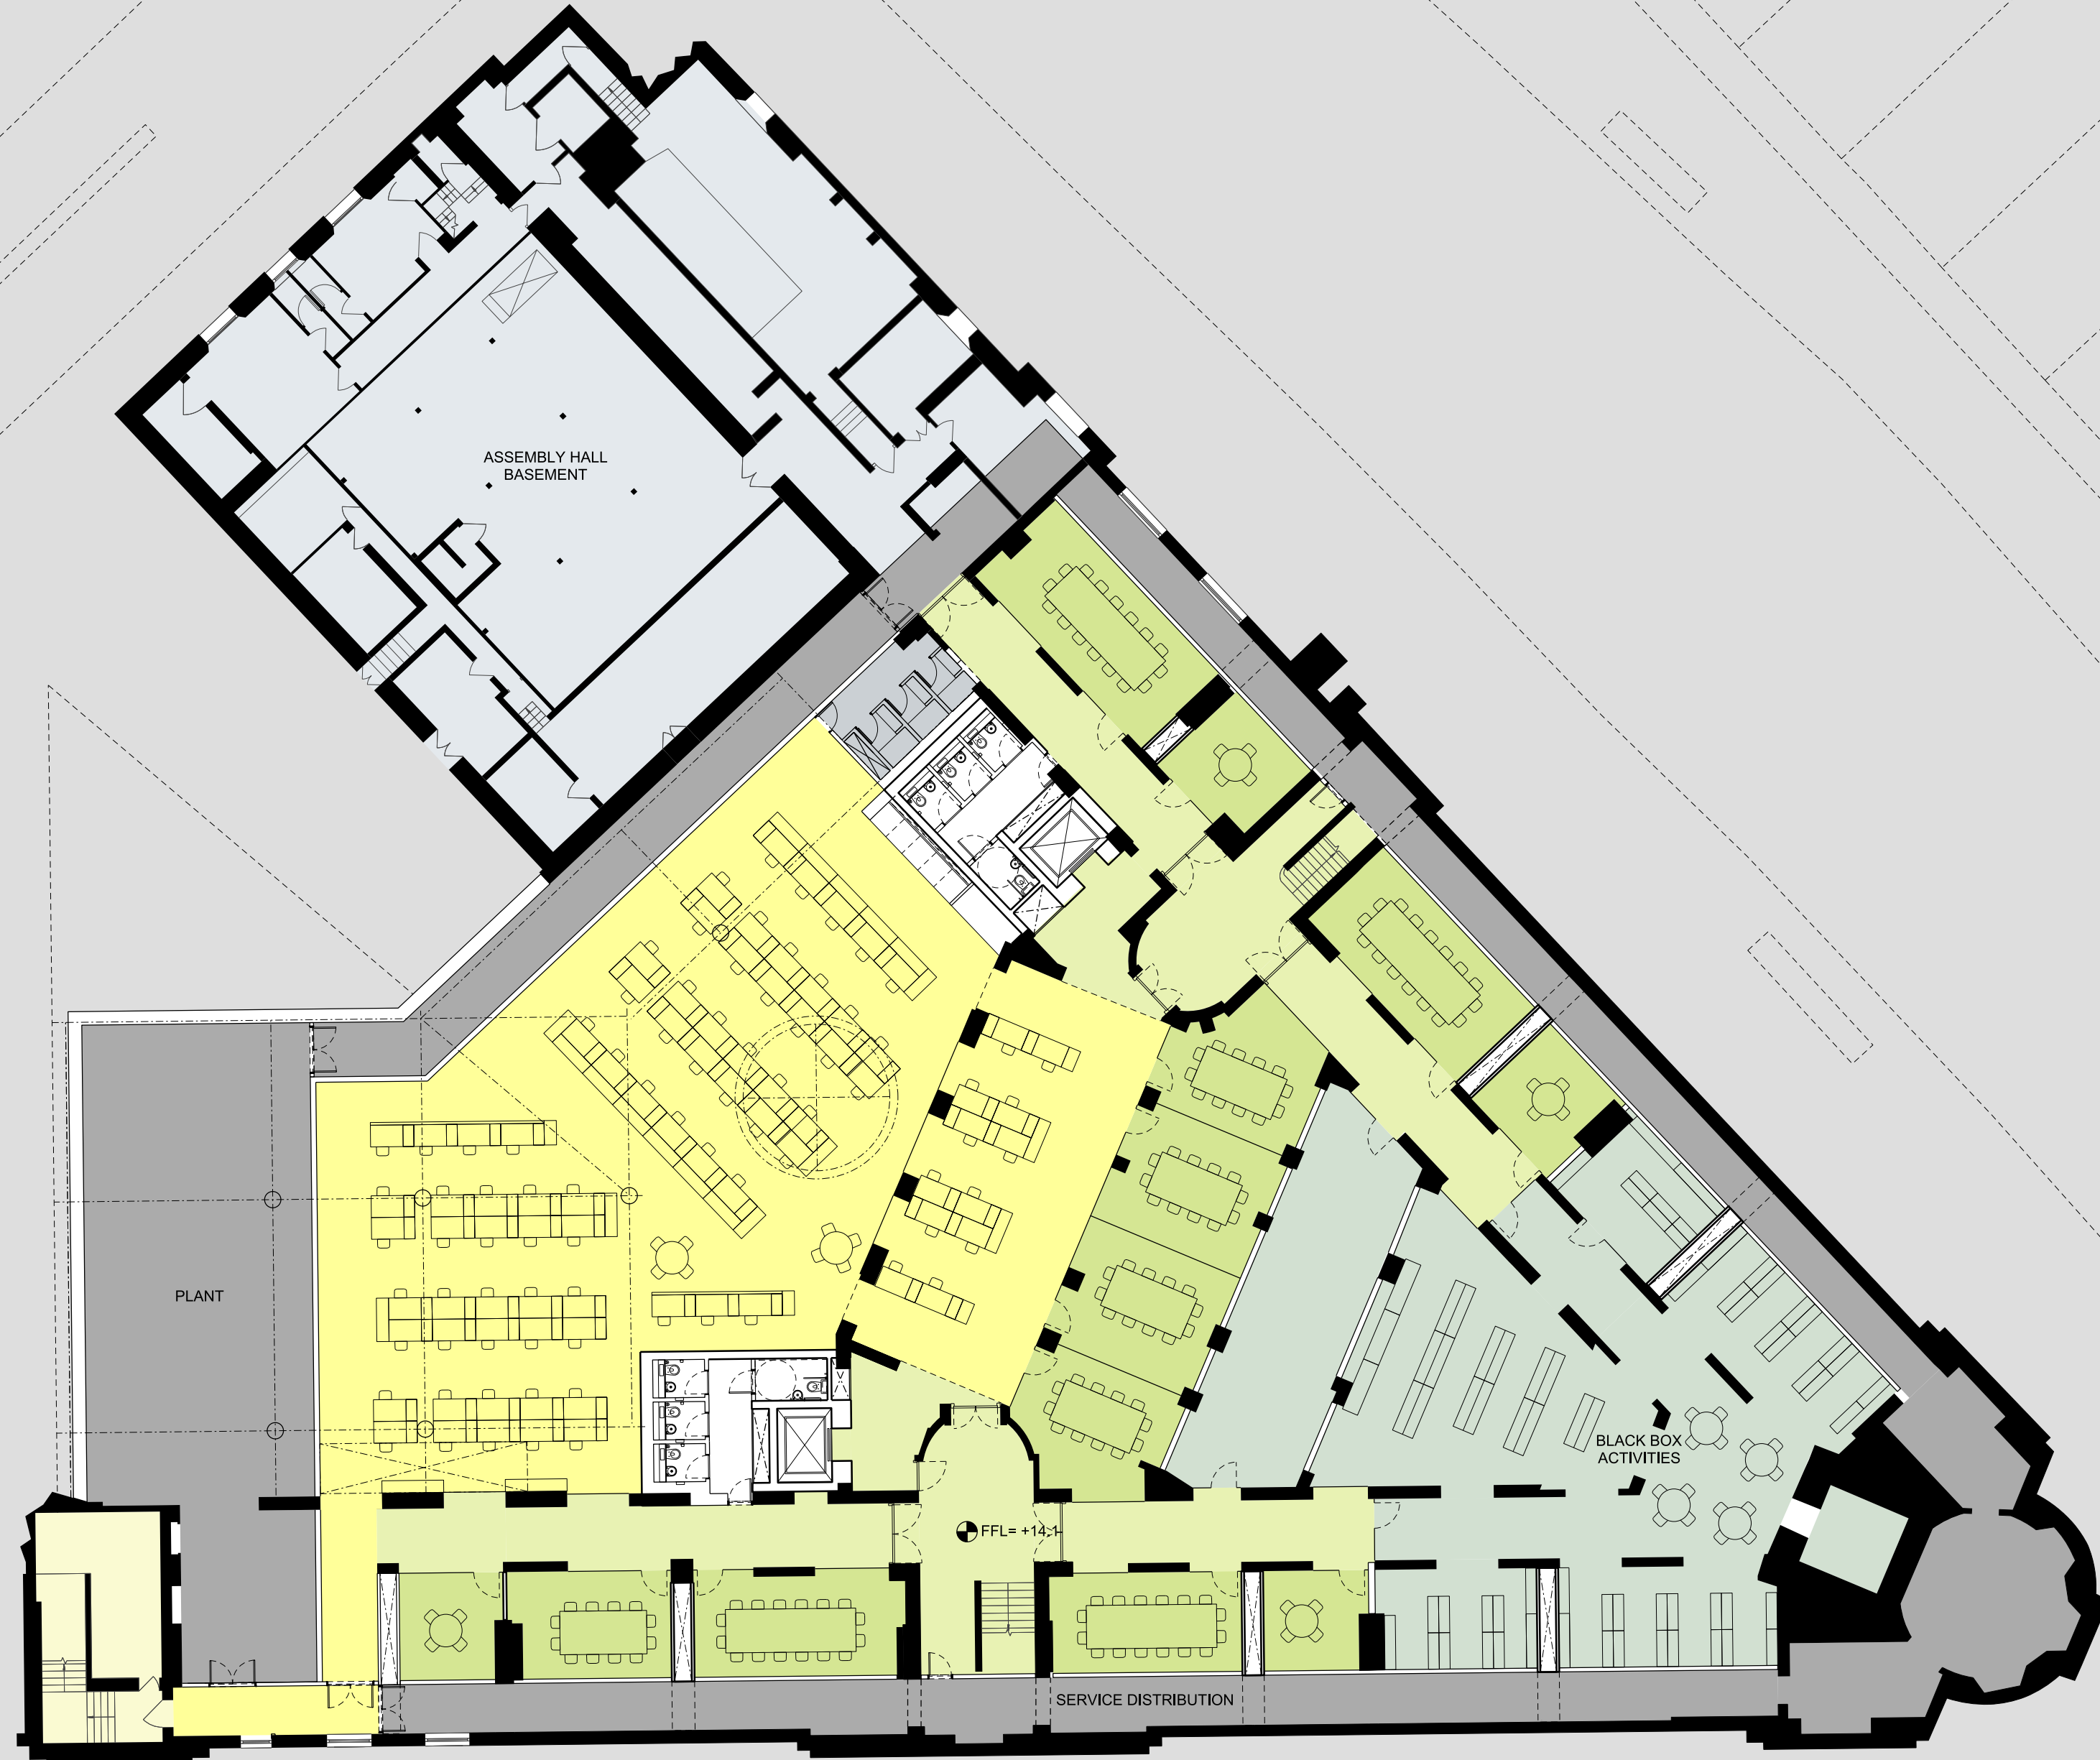 ASSEMBLY HALL
BASEMENT
PLANT
BLACK BOX
ACTIVITIES
FFL= +14.1
SERVICE DISTRIBUTION